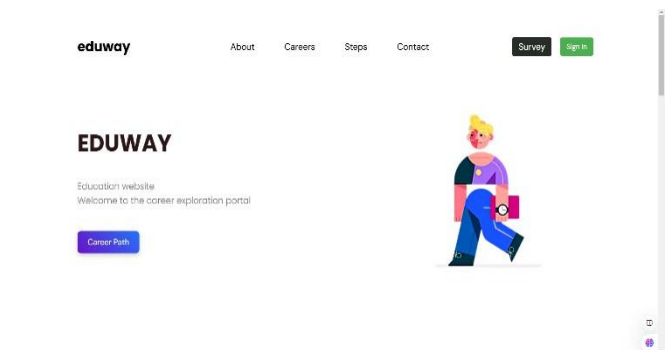 eduway
About Careers Steps Contact
Survey Sign In
EDUWAY
Education website
Welcome to the career exploration portal
Career Path